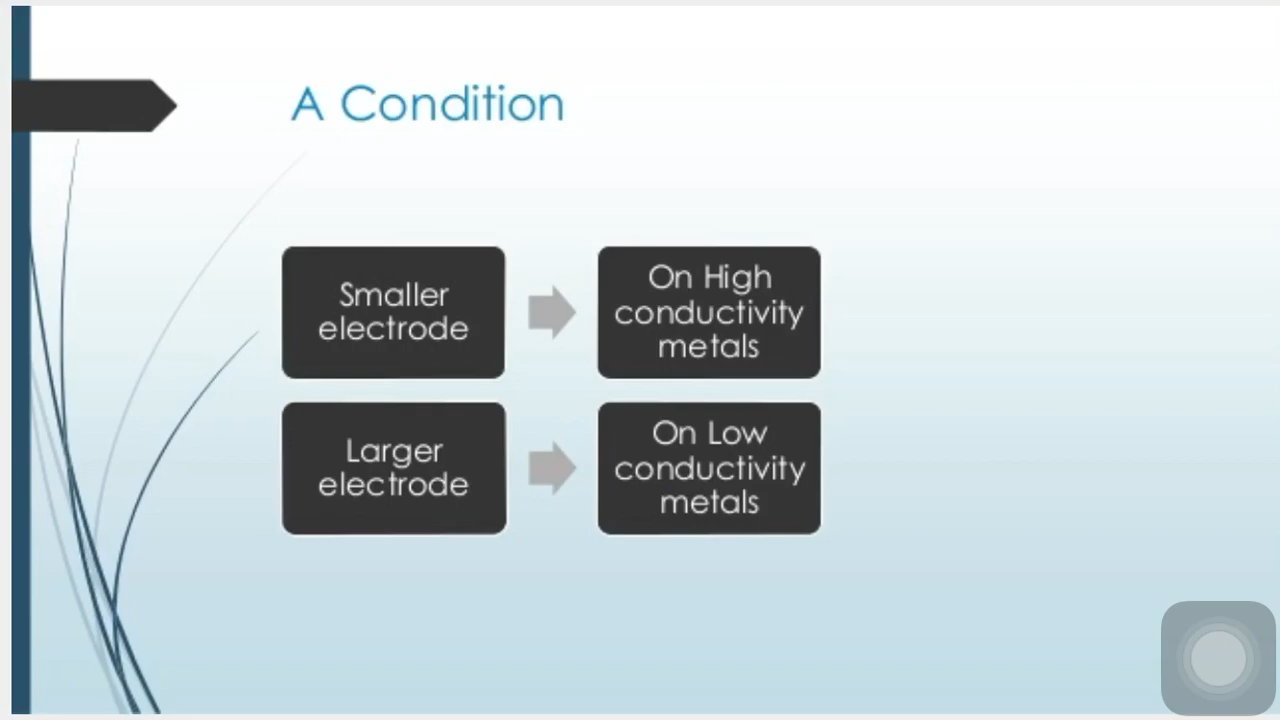 A Condition
Smaller
electrode
On High
conductivity
metals
Larger
electrode
On Low
conductivity
metals